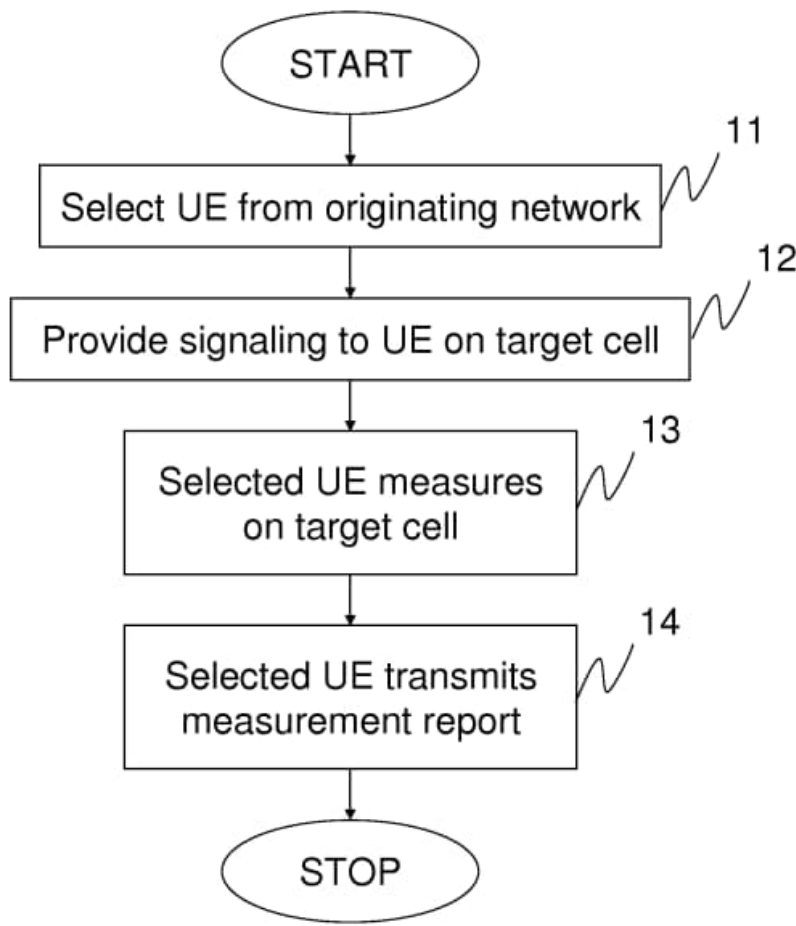 START
11
Select UE from originating network
12
Provide signaling to UE on target cell
13
Selected UE measures
on target cell
14
Selected UE transmits
measurement report
STOP